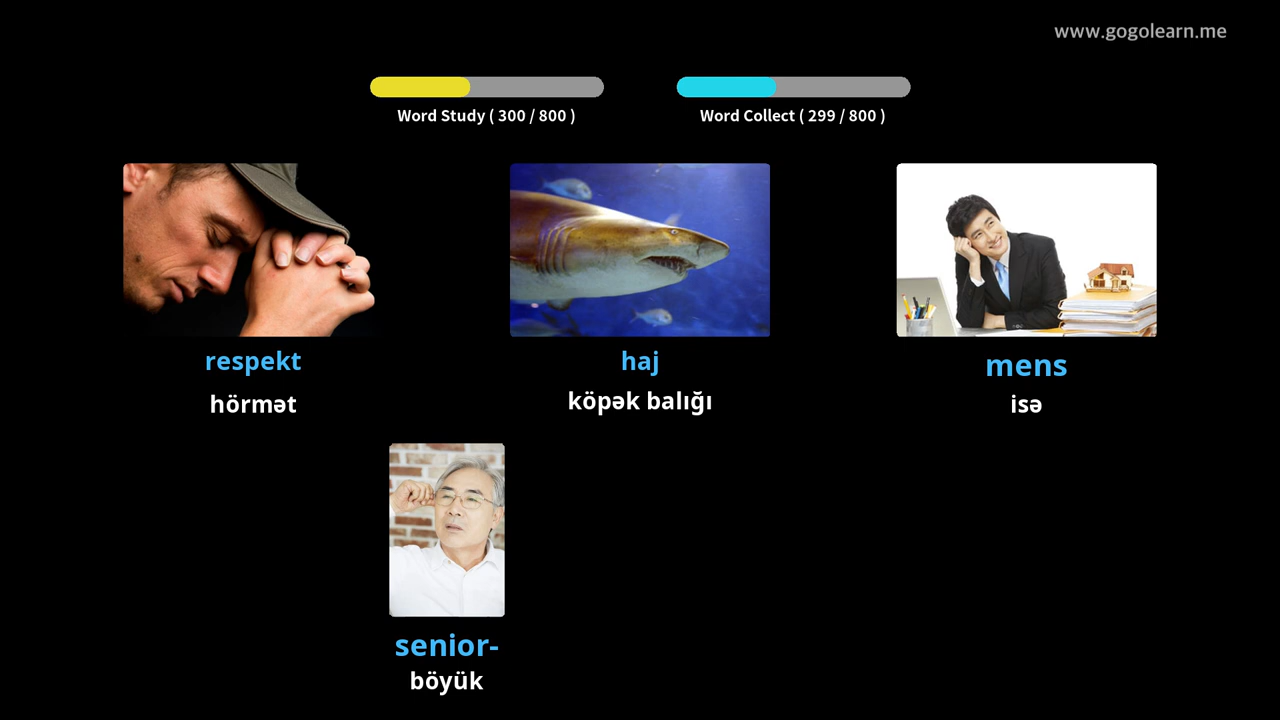 www.gogolearn.me
Word Study ( 300 / 800 )
Word Collect ( 299 / 800 )
respekt
hörmət
haj
köpək balığı
mens
isə
senior-
böyük